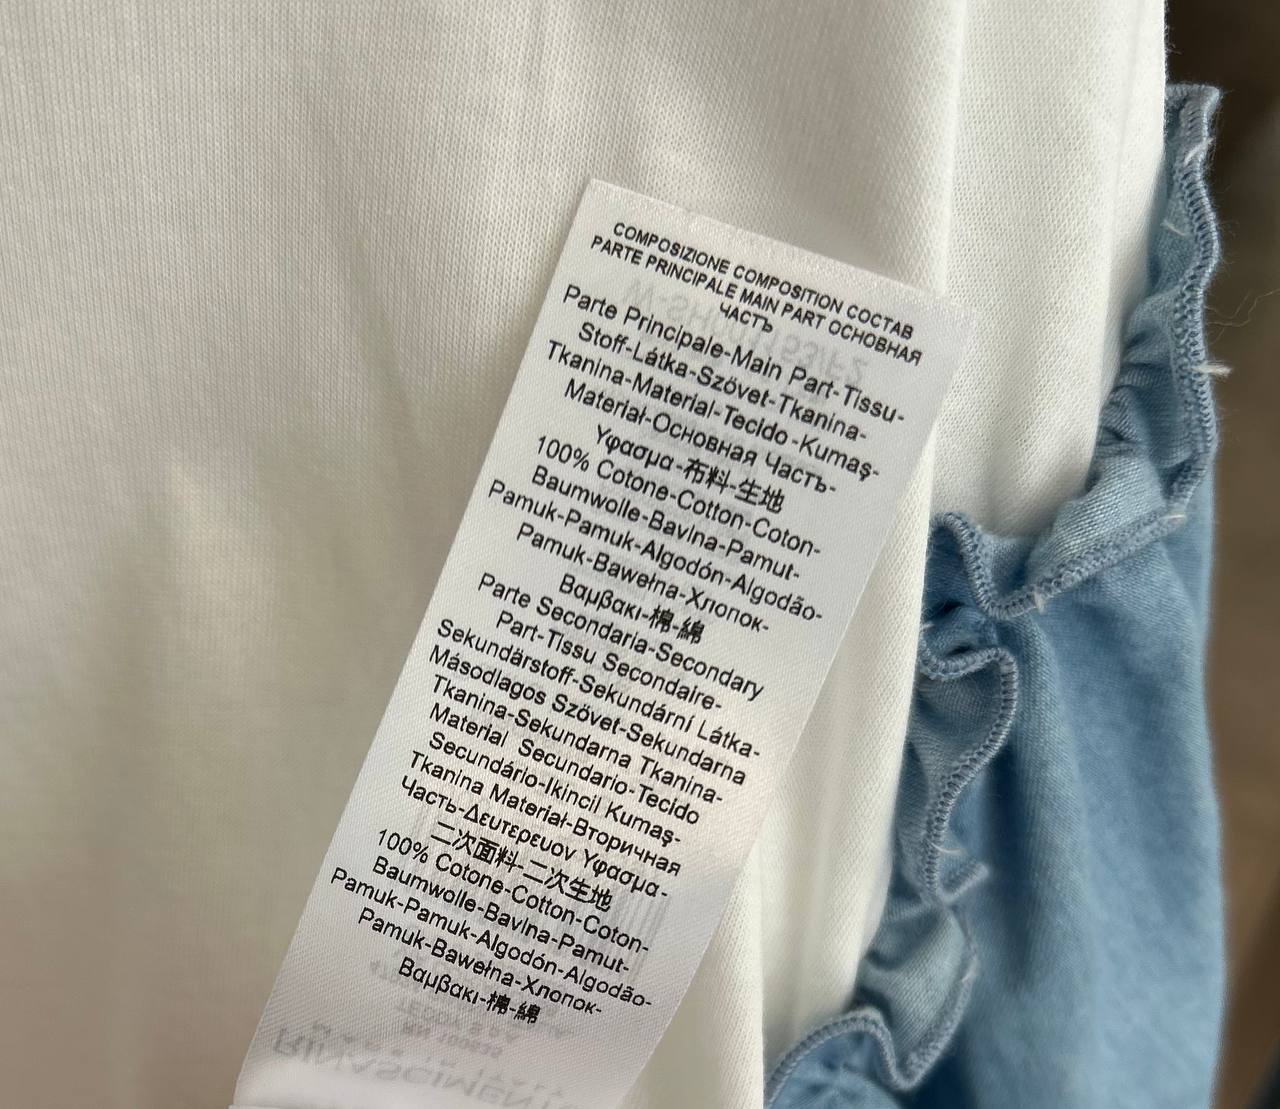 COMPOSIZIONE COMPOSITION СОСТАВ
PARTE PRINCIPALE MAIN PART ОСНОВНАЯ
ЧАСТЬ
Parte Principale-Main Part-Tissu-
Stoff-Látka-Szövet-Tkanina-
Tkanina-Material-Tecido -Kumaş-
Materiał-Основная Часть-
Υφασμα-布料-生地
100% Cotone-Cotton-Coton-
Baumwolle-Bavlna-Pamut-
Pamuk-Pamuk-Algodón-Algodão-
Pamuk-Bawełna-Хлопок-
Βαμβακι-棉-綿
Parte Secondaria-Secondary
Part-Tissu Secondaire-
Sekundärstoff-Sekundární Látka-
Másodlagos Szövet-Sekundarna
Tkanina-Sekundarna Tkanina-
Material  Secundario-Tecido
Secundário-Ikincil Kumaş-
Tkanina Materiał-Вторичная
Часть-Δευτερευον Υφασμα-
二次面料-二次生地
100% Cotone-Cotton-Coton-
Baumwolle-Bavlna-Pamut-
Pamuk-Pamuk-Algodón-Algodão-
Pamuk-Bawełna-Хлопок-
Βαμβακι-棉-綿